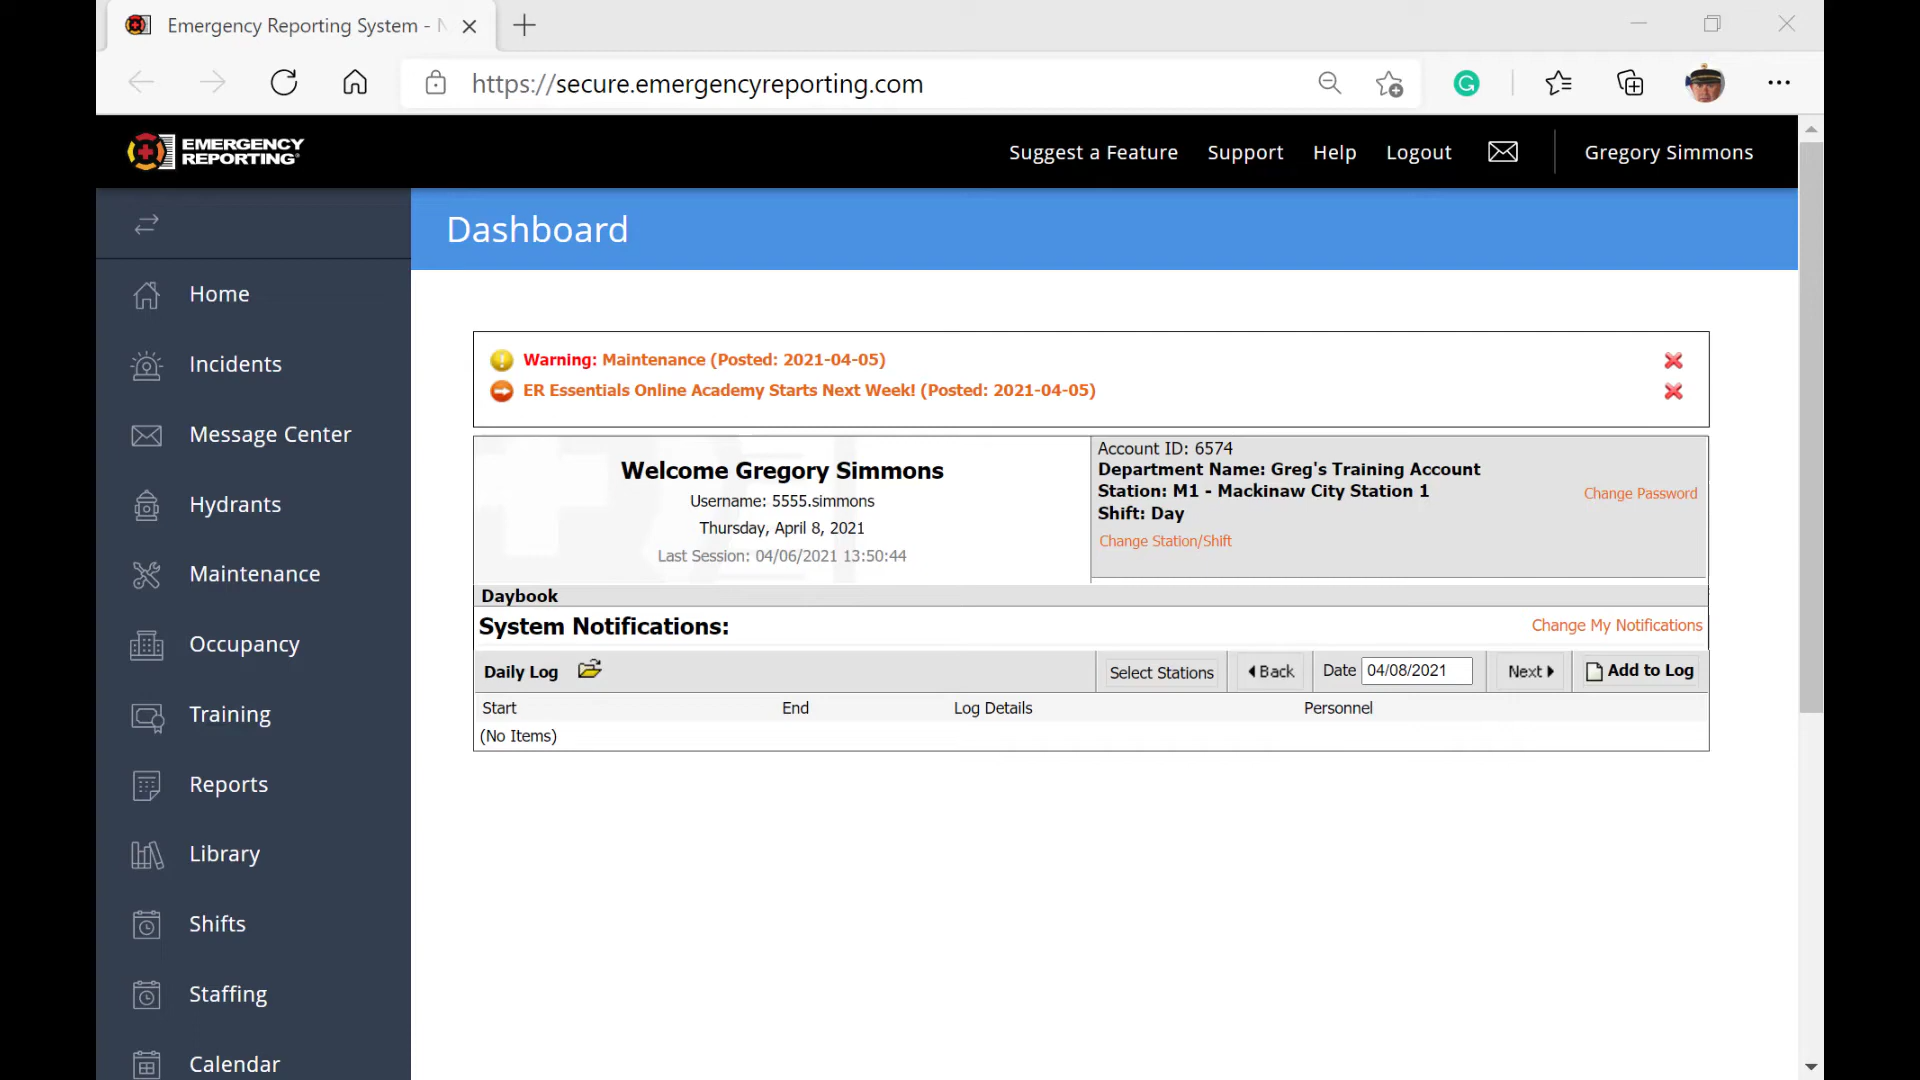 Emergency Reporting System -
https://secure.emergencyreporting.com
EMERGENCY
REPORTING
Suggest a Feature
Support
Help
Logout
Gregory Simmons
Dashboard
Home
Incidents
Message Center
Hydrants
Maintenance
Occupancy
Training
Reports
Library
Shifts
Staffing
Calendar
Warning: Maintenance (Posted: 2021-04-05)
ER Essentials Online Academy Starts Next Week! (Posted: 2021-04-05)
Welcome Gregory Simmons
Username: 5555.simmons
Thursday, April 8, 2021
Last Session: 04/06/2021 13:50:44
Account ID: 6574
Department Name: Greg's Training Account
Station: M1 - Mackinaw City Station 1
Shift: Day
Change Station/Shift
Change Password
Daybook
System Notifications:
Change My Notifications
Daily Log
Select Stations
Back
Date 04/08/2021
Next
Add to Log
Start End Log Details Personnel
(No Items)